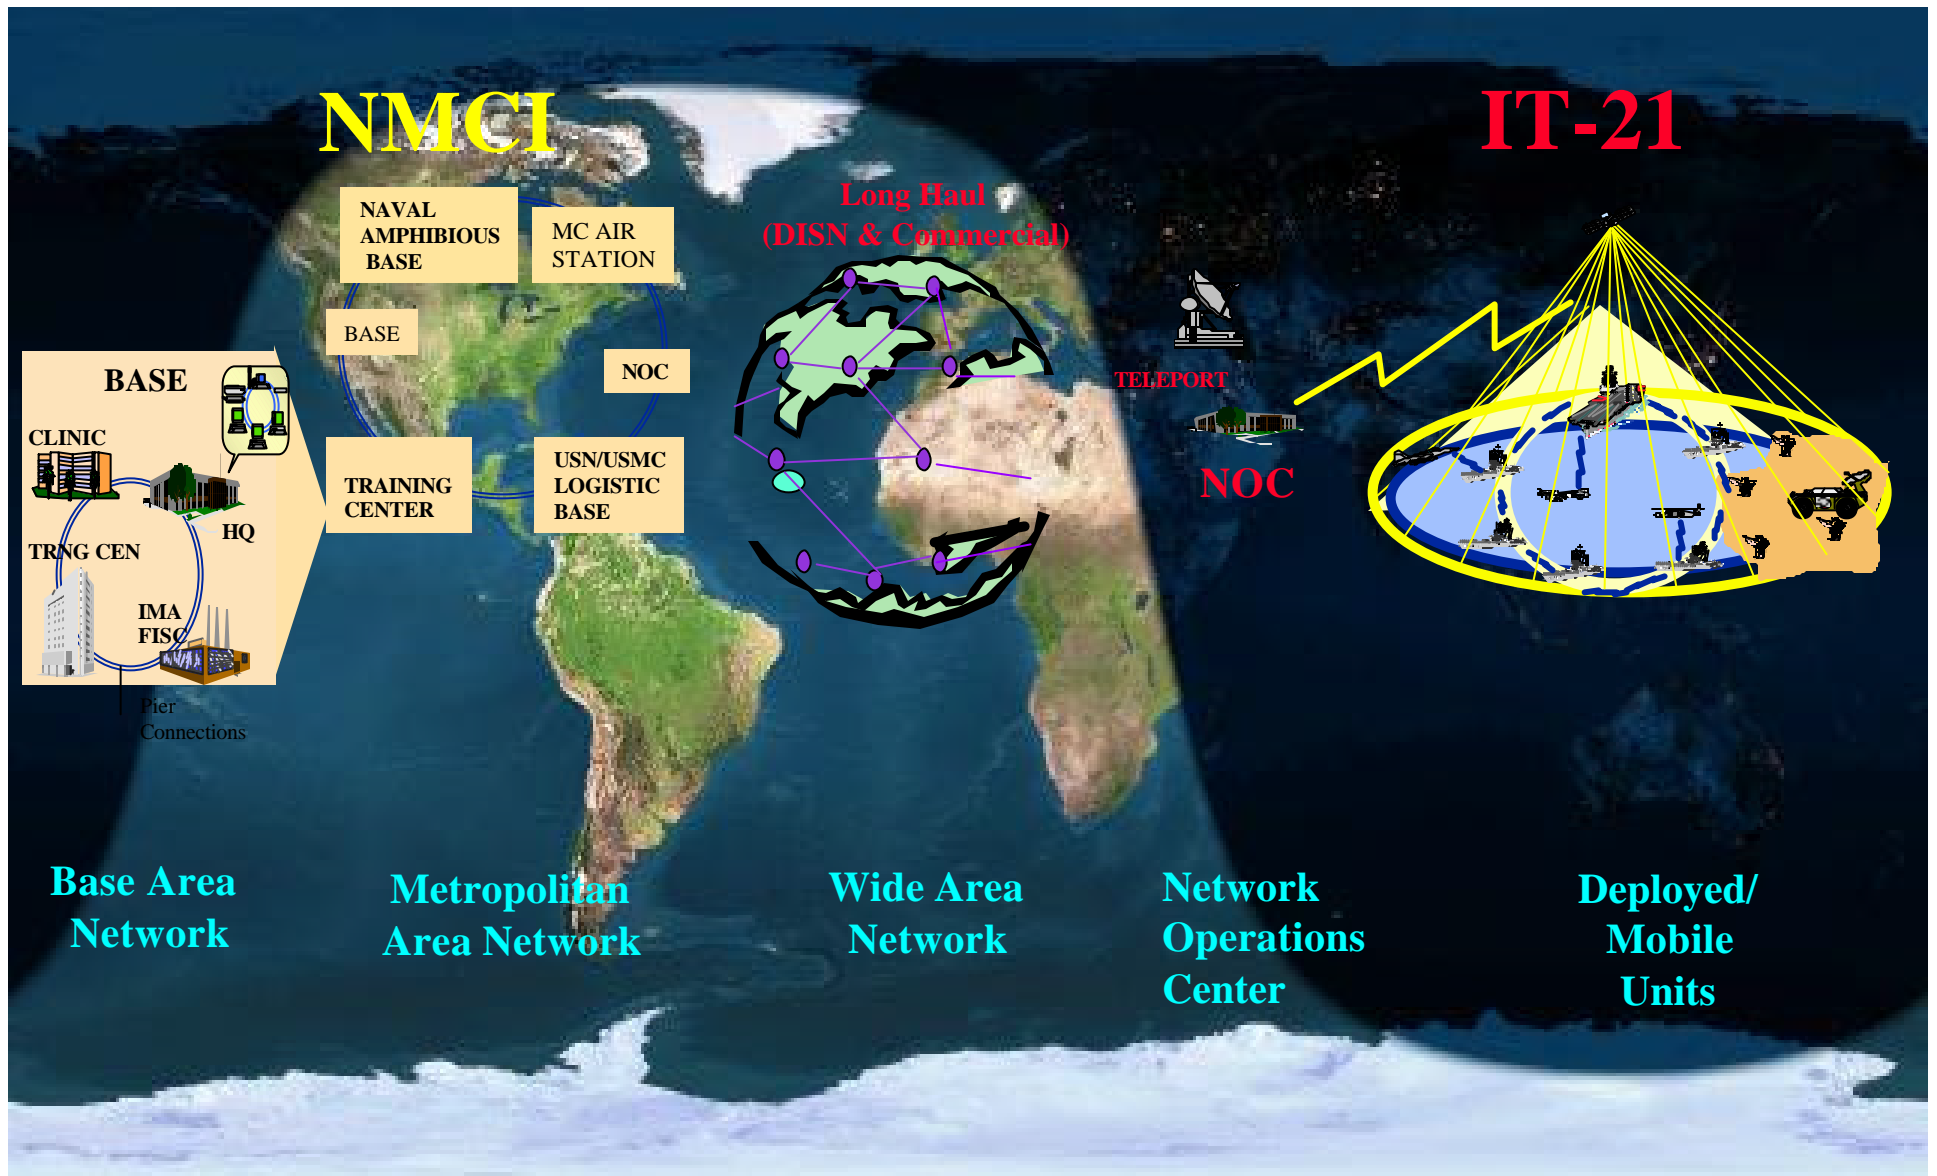 NMCI
IT-21
NAVAL
AMPHIBIOUS
BASE
MC AIR
STATION
BASE
NOC
TRAINING
CENTER
USN/USMC
LOGISTIC
BASE
BASE
CLINIC
HQ
TRNG CEN
IMA
FISC
Pier
Connections
Long Haul
(DISN & Commercial)
TELEPORT
NOC
Base Area
Network
Metropolitan
Area Network
Wide Area
Network
Network
Operations
Center
Deployed/
Mobile
Units